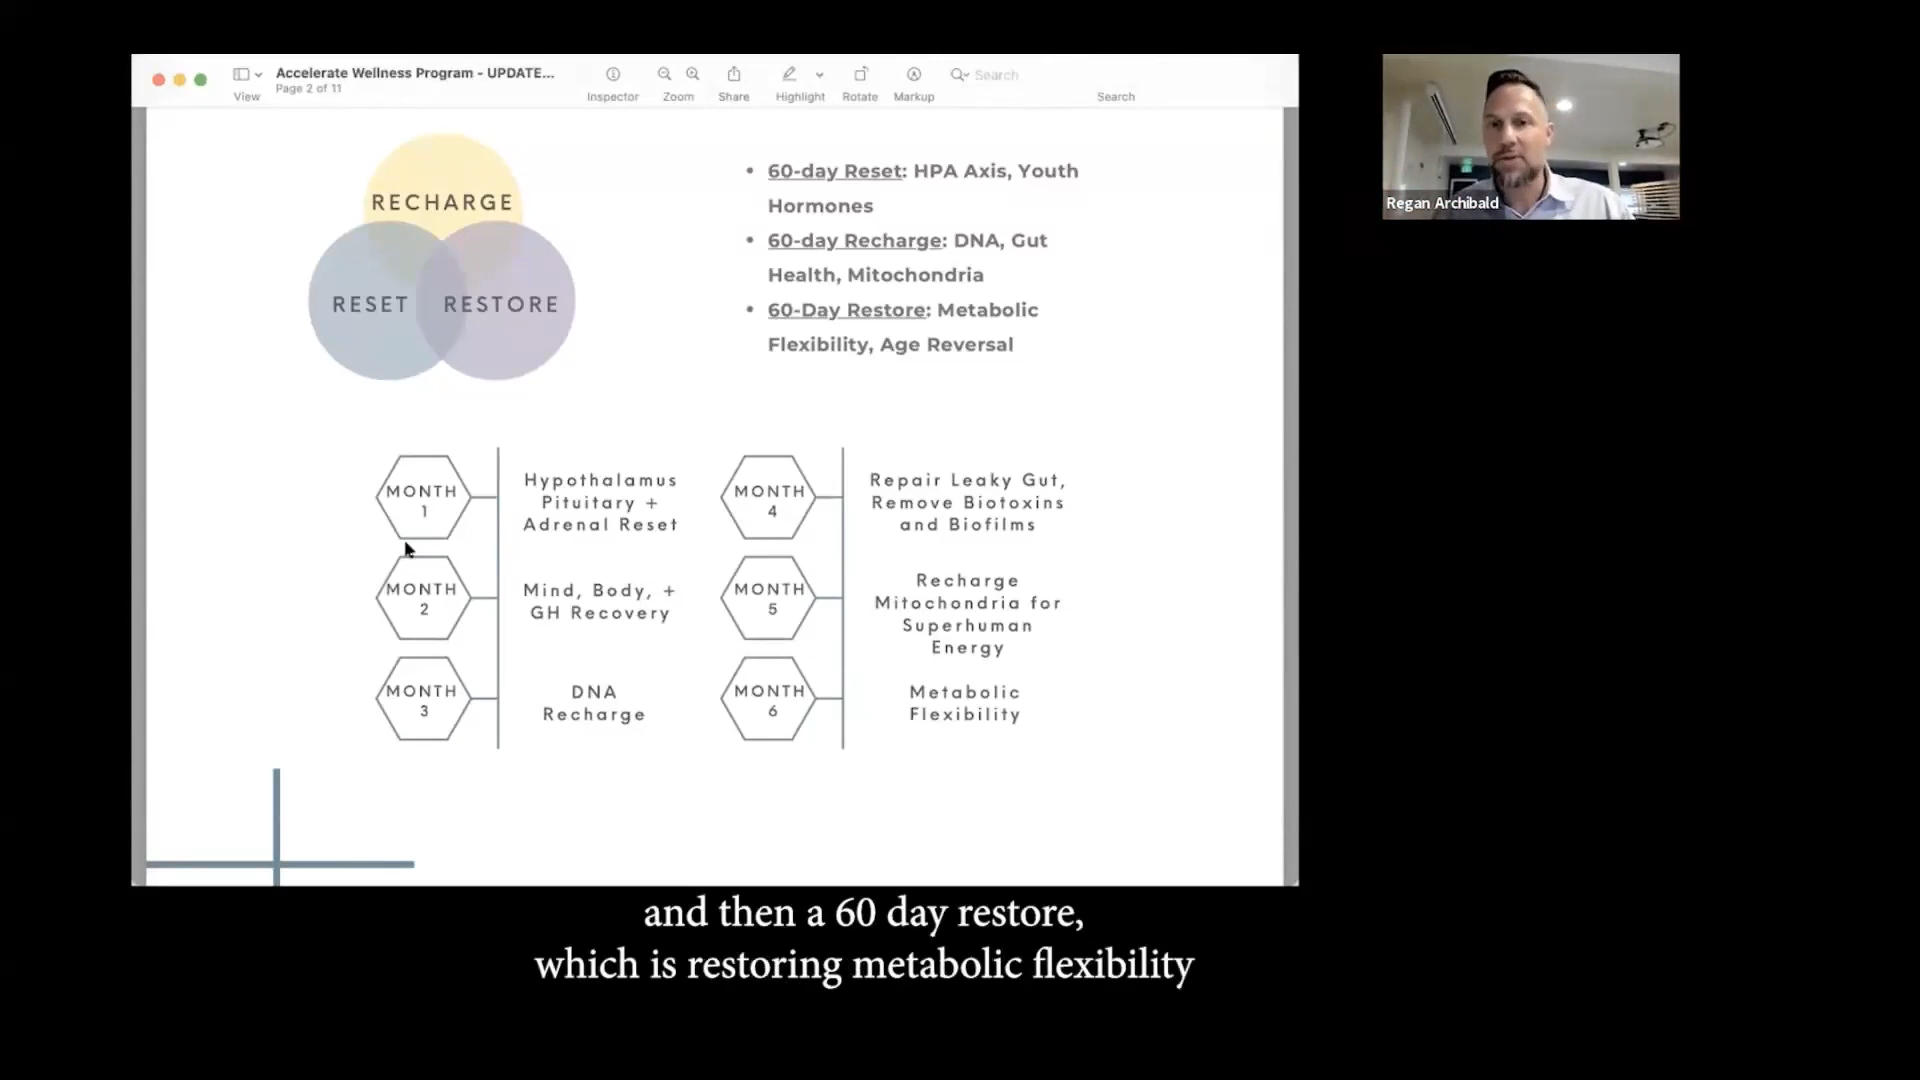 Accelerate Wellness Program - UPDATE...
Page 2 of 11
View
Inspector
Zoom
Share
Highlight
Rotate
Markup
Search
Search
RECHARGE
RESET
RESTORE
• 60-day Reset: HPA Axis, Youth
Hormones
• 60-day Recharge: DNA, Gut
Health, Mitochondria
• 60-Day Restore: Metabolic
Flexibility, Age Reversal
MONTH
1
Hypothalamus
Pituitary +
Adrenal Reset
MONTH
2
Mind, Body, +
GH Recovery
MONTH
3
DNA
Recharge
MONTH
4
Repair Leaky Gut,
Remove Biotoxins
and Biofilms
MONTH
5
Recharge
Mitochondria for
Superhuman
Energy
MONTH
6
Metabolic
Flexibility
Regan Archibald
and then a 60 day restore,
which is restoring metabolic flexibility